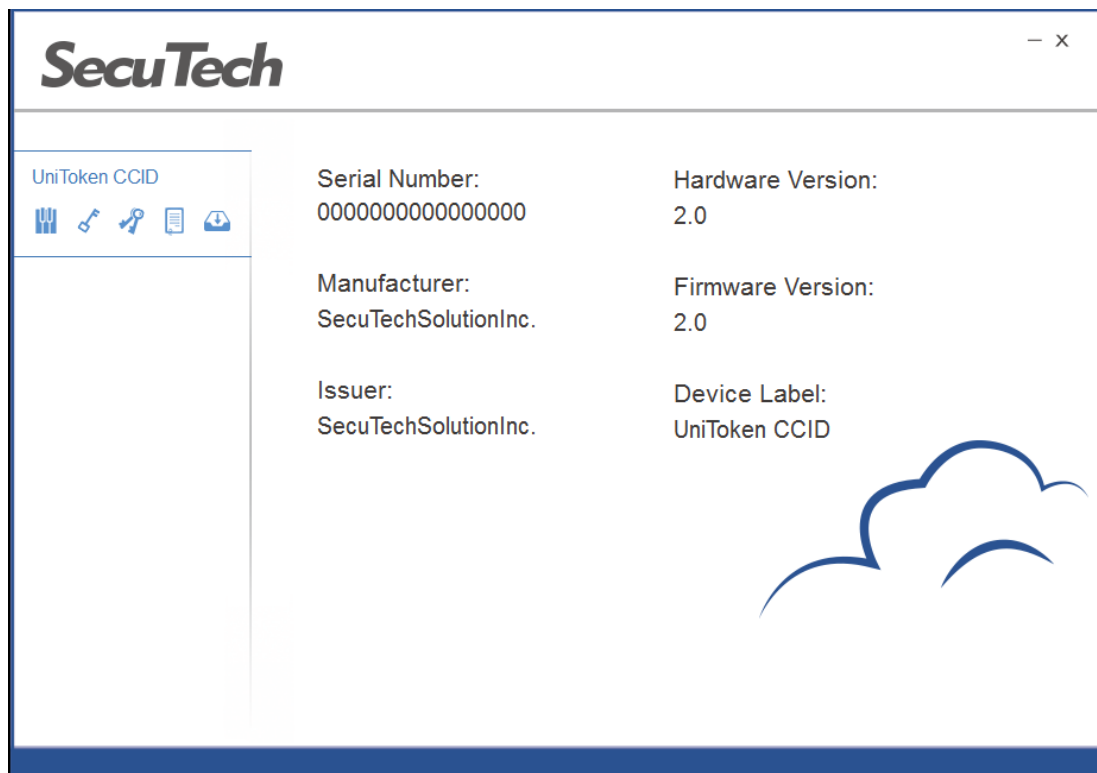 SecuTech
UniToken CCID
Serial Number:
0000000000000000
Hardware Version:
2.0
Manufacturer:
SecuTechSolutionInc.
Firmware Version:
2.0
Issuer:
SecuTechSolutionInc.
Device Label:
UniToken CCID